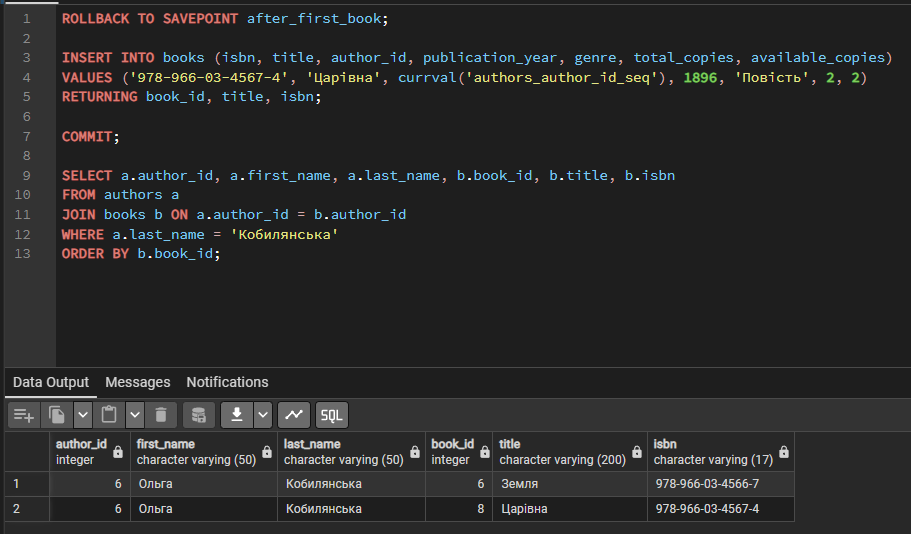 1 ROLLBACK TO SAVEPOINT after_first_book;
2
3 INSERT INTO books (isbn, title, author_id, publication_year, genre, total_copies, available_copies)
4 VALUES ('978-966-03-4567-4', 'Царівна', currval('authors_author_id_seq'), 1896, 'Повість', 2, 2)
5 RETURNING book_id, title, isbn;
6
7 COMMIT;
8
9 SELECT a.author_id, a.first_name, a.last_name, b.book_id, b.title, b.isbn
10 FROM authors a
11 JOIN books b ON a.author_id = b.author_id
12 WHERE a.last_name = 'Кобилянська'
13 ORDER BY b.book_id;
Data Output Messages Notifications
SQL
author_id first_name last_name book_id title isbn
integer character varying (50) character varying (50) integer character varying (200) character varying (17)
1 6 Ольга Кобилянська 6 Земля 978-966-03-4566-7
2 6 Ольга Кобилянська 8 Царівна 978-966-03-4567-4